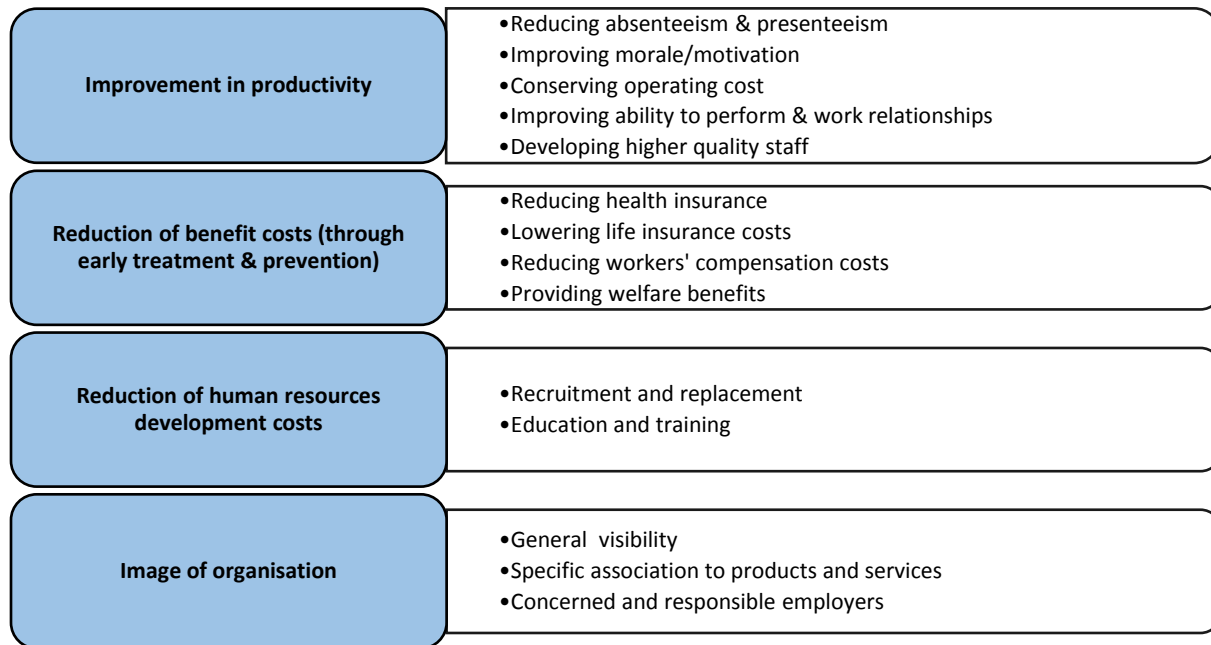 Improvement in productivity
•Reducing absenteeism & presenteeism
•Improving morale/motivation
•Conserving operating cost
•Improving ability to perform & work relationships
•Developing higher quality staff
Reduction of benefit costs (through
early treatment & prevention)
•Reducing health insurance
•Lowering life insurance costs
•Reducing workers' compensation costs
•Providing welfare benefits
Reduction of human resources
development costs
•Recruitment and replacement
•Education and training
Image of organisation
•General  visibility
•Specific association to products and services
•Concerned and responsible employers